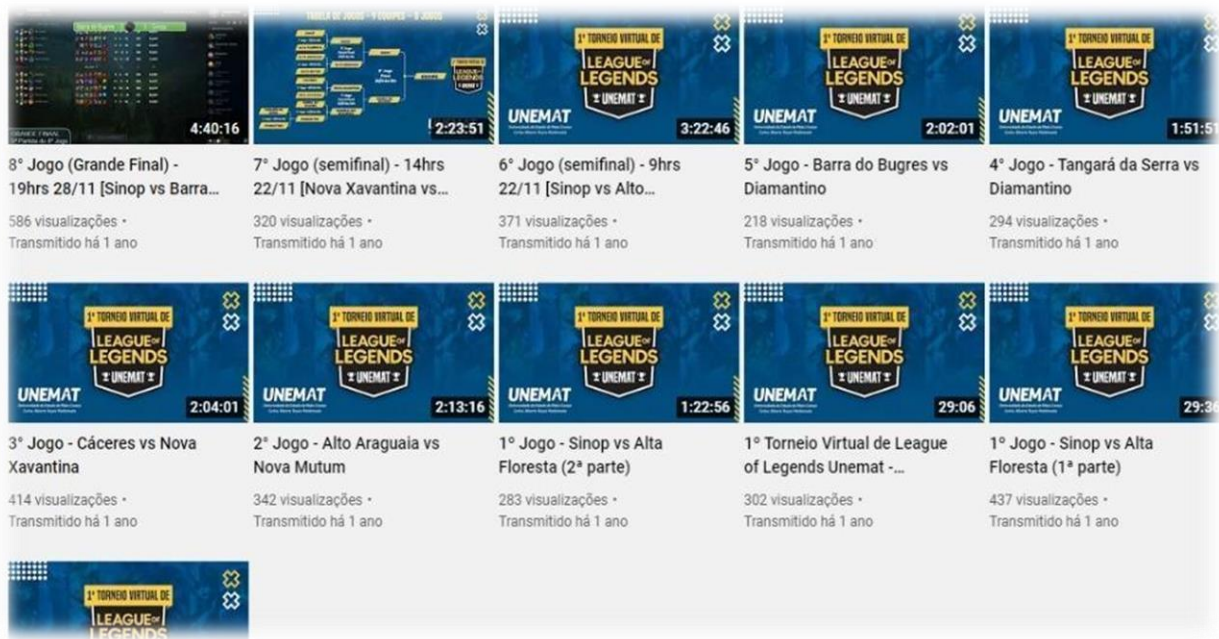 4:40:16
TABELA DE JOGOS - 9 EQUIPES - 8 JOGOS
2:23:51
1° TORNEIO VIRTUAL DE
LEAGUE OF
LEGENDS
UNEMAT
UNEMAT
3:22:46
1° TORNEIO VIRTUAL DE
LEAGUE OF
LEGENDS
UNEMAT
UNEMAT
2:02:01
1° TORNEIO VIRTUAL DE
LEAGUE OF
LEGENDS
UNEMAT
UNEMAT
1:51:51
8° Jogo (Grande Final) -
19hrs 28/11 [Sinop vs Barra...
586 visualizações •
Transmitido há 1 ano
7° Jogo (semifinal) - 14hrs
22/11 [Nova Xavantina vs...
320 visualizações •
Transmitido há 1 ano
6° Jogo (semifinal) - 9hrs
22/11 [Sinop vs Alto...
371 visualizações •
Transmitido há 1 ano
5° Jogo - Barra do Bugres vs
Diamantino
218 visualizações •
Transmitido há 1 ano
4° Jogo - Tangará da Serra vs
Diamantino
294 visualizações •
Transmitido há 1 ano
1° TORNEIO VIRTUAL DE
LEAGUE OF
LEGENDS
UNEMAT
UNEMAT
2:04:01
1° TORNEIO VIRTUAL DE
LEAGUE OF
LEGENDS
UNEMAT
UNEMAT
2:13:16
1° TORNEIO VIRTUAL DE
LEAGUE OF
LEGENDS
UNEMAT
UNEMAT
1:22:56
1° TORNEIO VIRTUAL DE
LEAGUE OF
LEGENDS
UNEMAT
UNEMAT
29:06
1° TORNEIO VIRTUAL DE
LEAGUE OF
LEGENDS
UNEMAT
UNEMAT
29:36
3° Jogo - Cáceres vs Nova
Xavantina
414 visualizações •
Transmitido há 1 ano
2° Jogo - Alto Araguaia vs
Nova Mutum
342 visualizações •
Transmitido há 1 ano
1º Jogo - Sinop vs Alta
Floresta (2ª parte)
283 visualizações •
Transmitido há 1 ano
1º Torneio Virtual de League
of Legends Unemat -...
302 visualizações •
Transmitido há 1 ano
1º Jogo - Sinop vs Alta
Floresta (1ª parte)
437 visualizações •
Transmitido há 1 ano
1° TORNEIO VIRTUAL DE
LEAGUE OF
LEGENDS